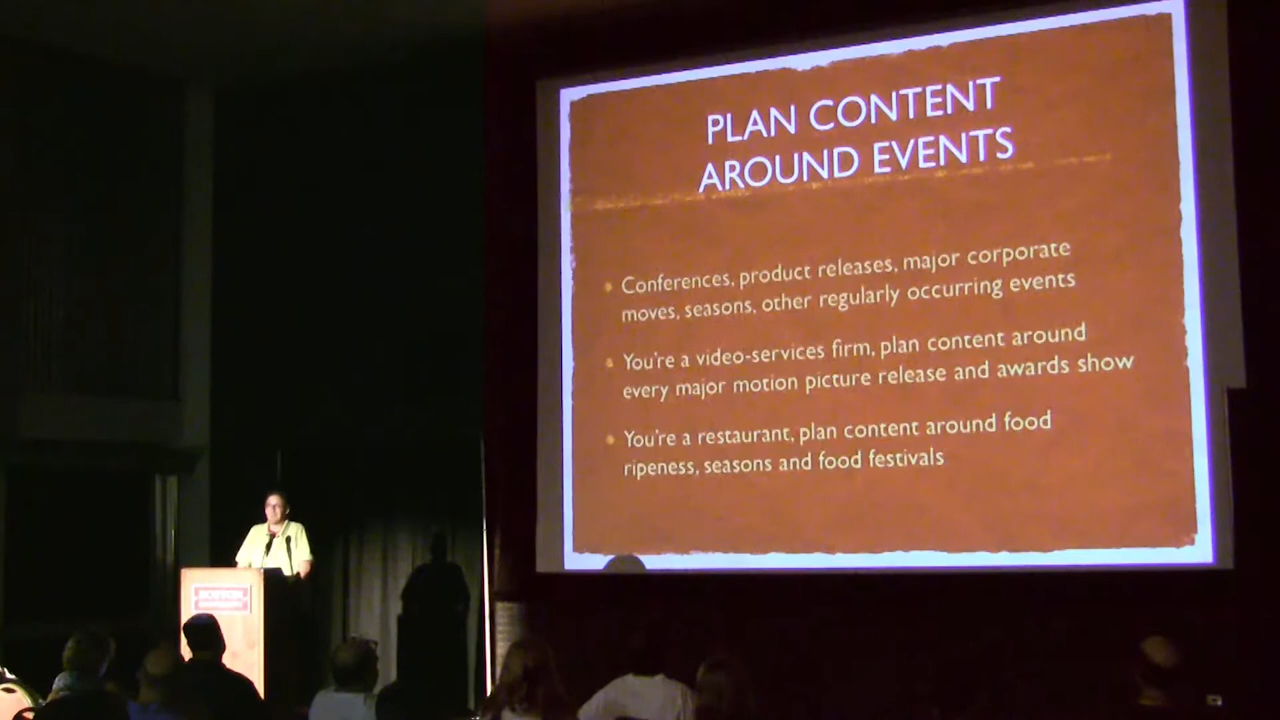 PLAN CONTENT
AROUND EVENTS
• Conferences, product releases, major corporate
moves, seasons, other regularly occurring events
• You're a video-services firm, plan content around
every major motion picture release and awards show
• You're a restaurant, plan content around food
ripeness, seasons and food festivals
BOSTON
UNIVERSITY